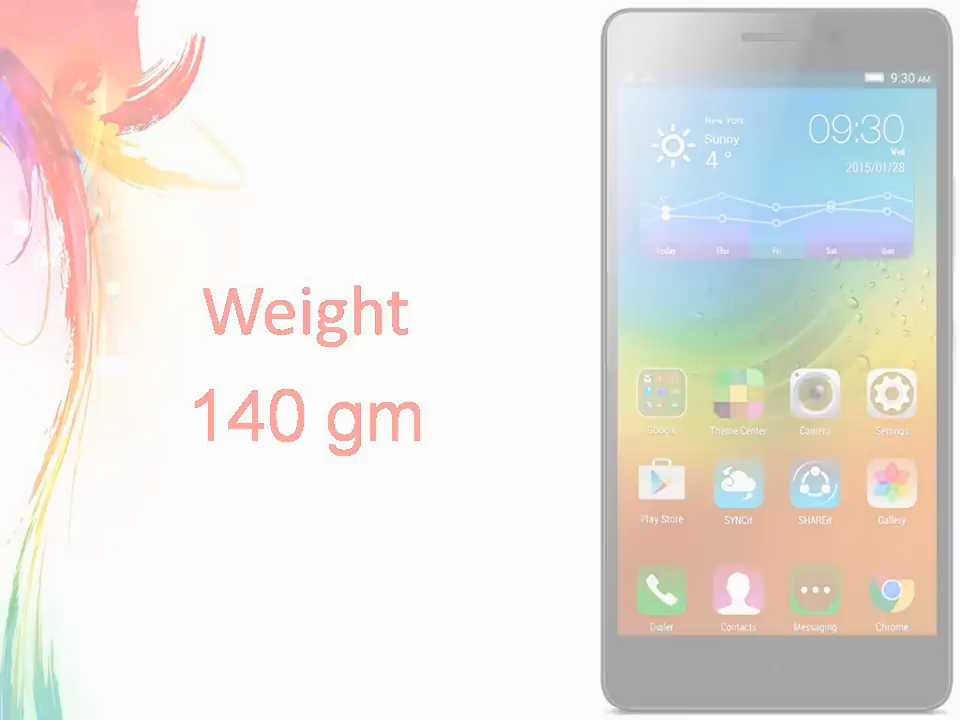 Weight
140 gm
9:30 AM
New York
Sunny
4°
09:30
Wed
2015/01/28
Today Thu Fri Sat Sun
Google Theme Center Camera Settings
Play Store SYNCit SHAREit Gallery
Dialer Contacts Messaging Chrome